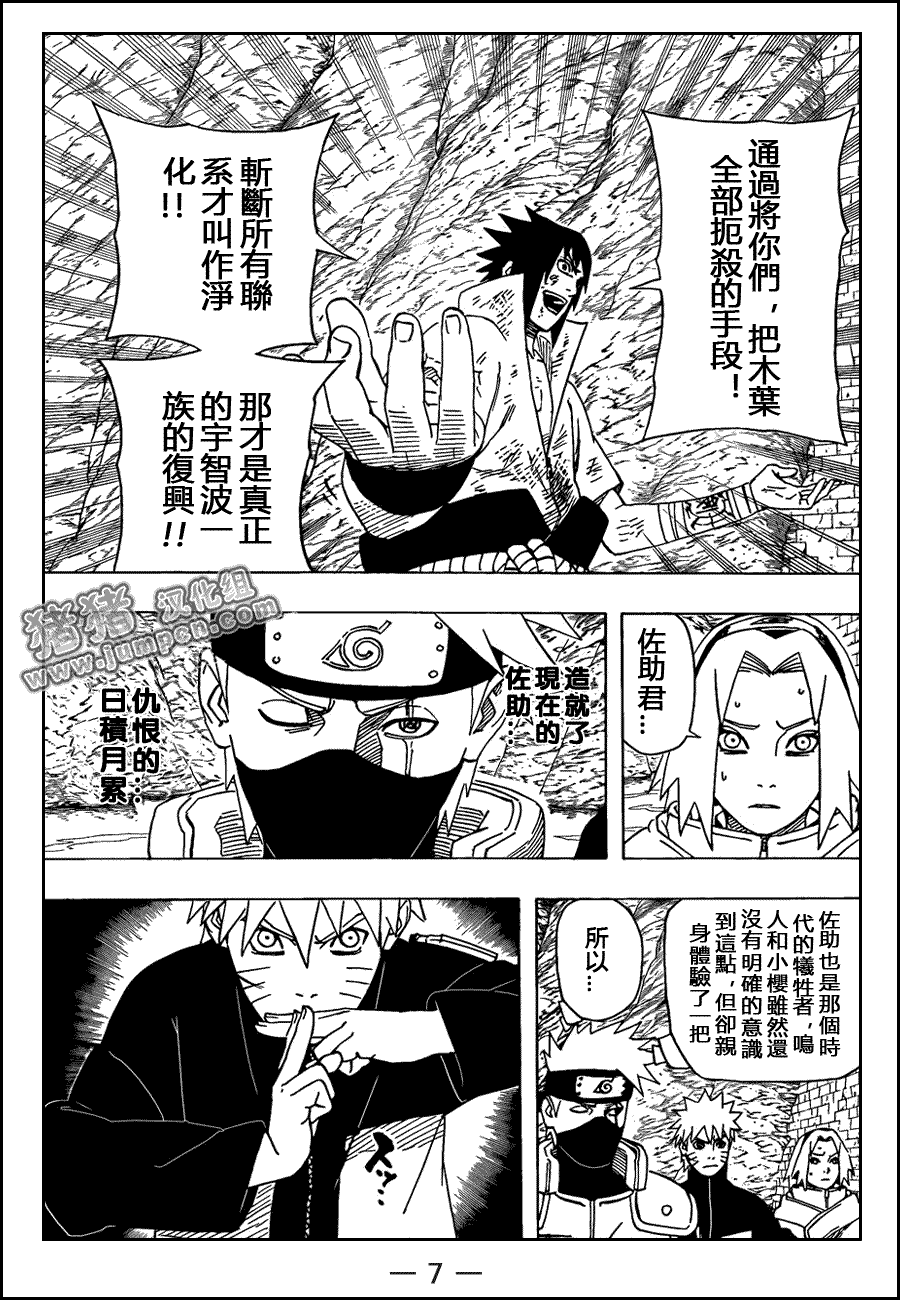 通過將你們，把木葉
全部扼殺的手段！
斬斷所有聯
系才叫作淨
化！！
那才是真正
的宇智波一
族的復興！！
佐助君…
造就了
現在的
佐助…
仇恨的…
日積月累
佐助也是那個時
代的犧牲者，鳴
人和小櫻雖然還
沒有明確的意識
到這點，但卻親
身體驗了一把
所以…
猪猪汉化组
www.jumpcn.com
— 7 —